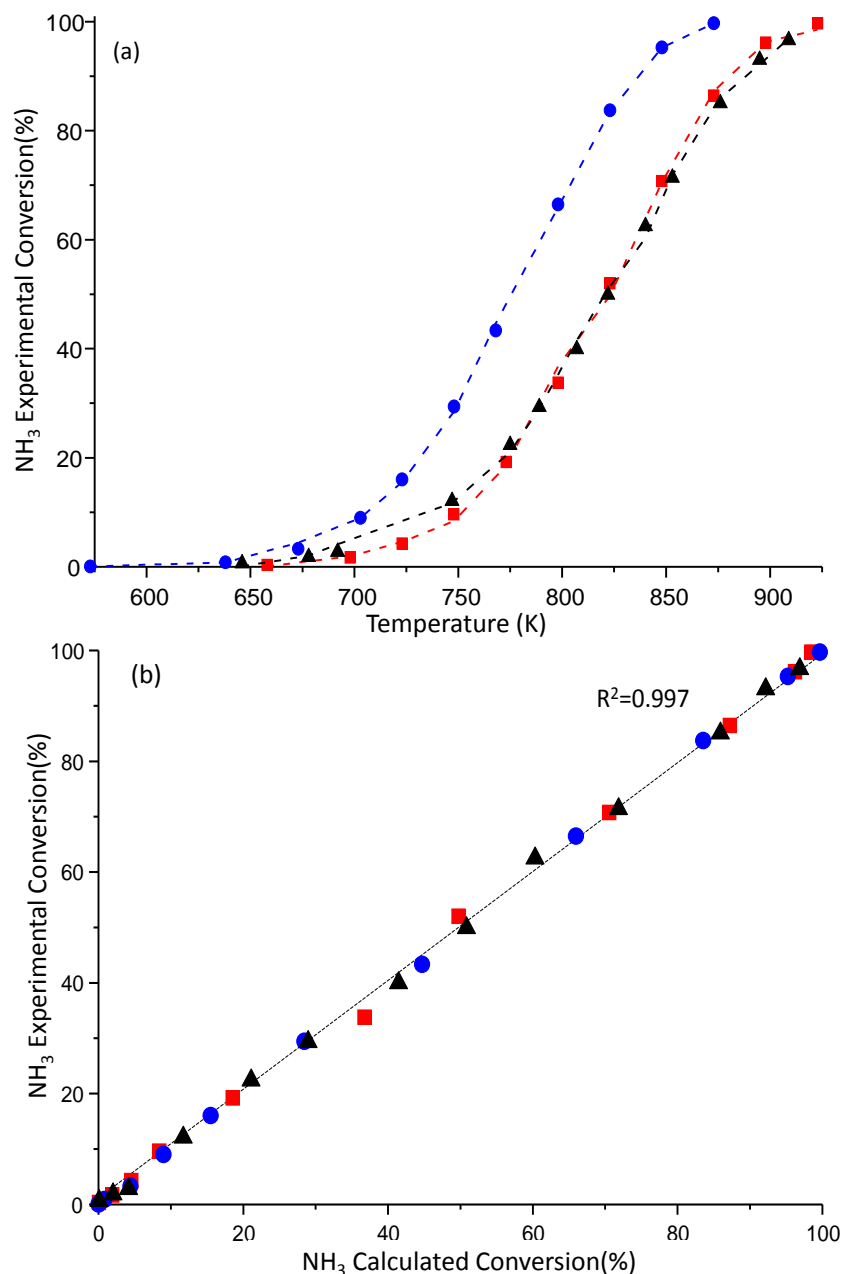 100
(a)
80
60
40
20
0
NH₃ Experimental Conversion(%)
600 650 700 750 800 850 900
Temperature (K)
100
(b)
R²=0.997
80
60
40
20
0
NH₃ Experimental Conversion(%)
0 20 40 60 80 100
NH₃ Calculated Conversion(%)